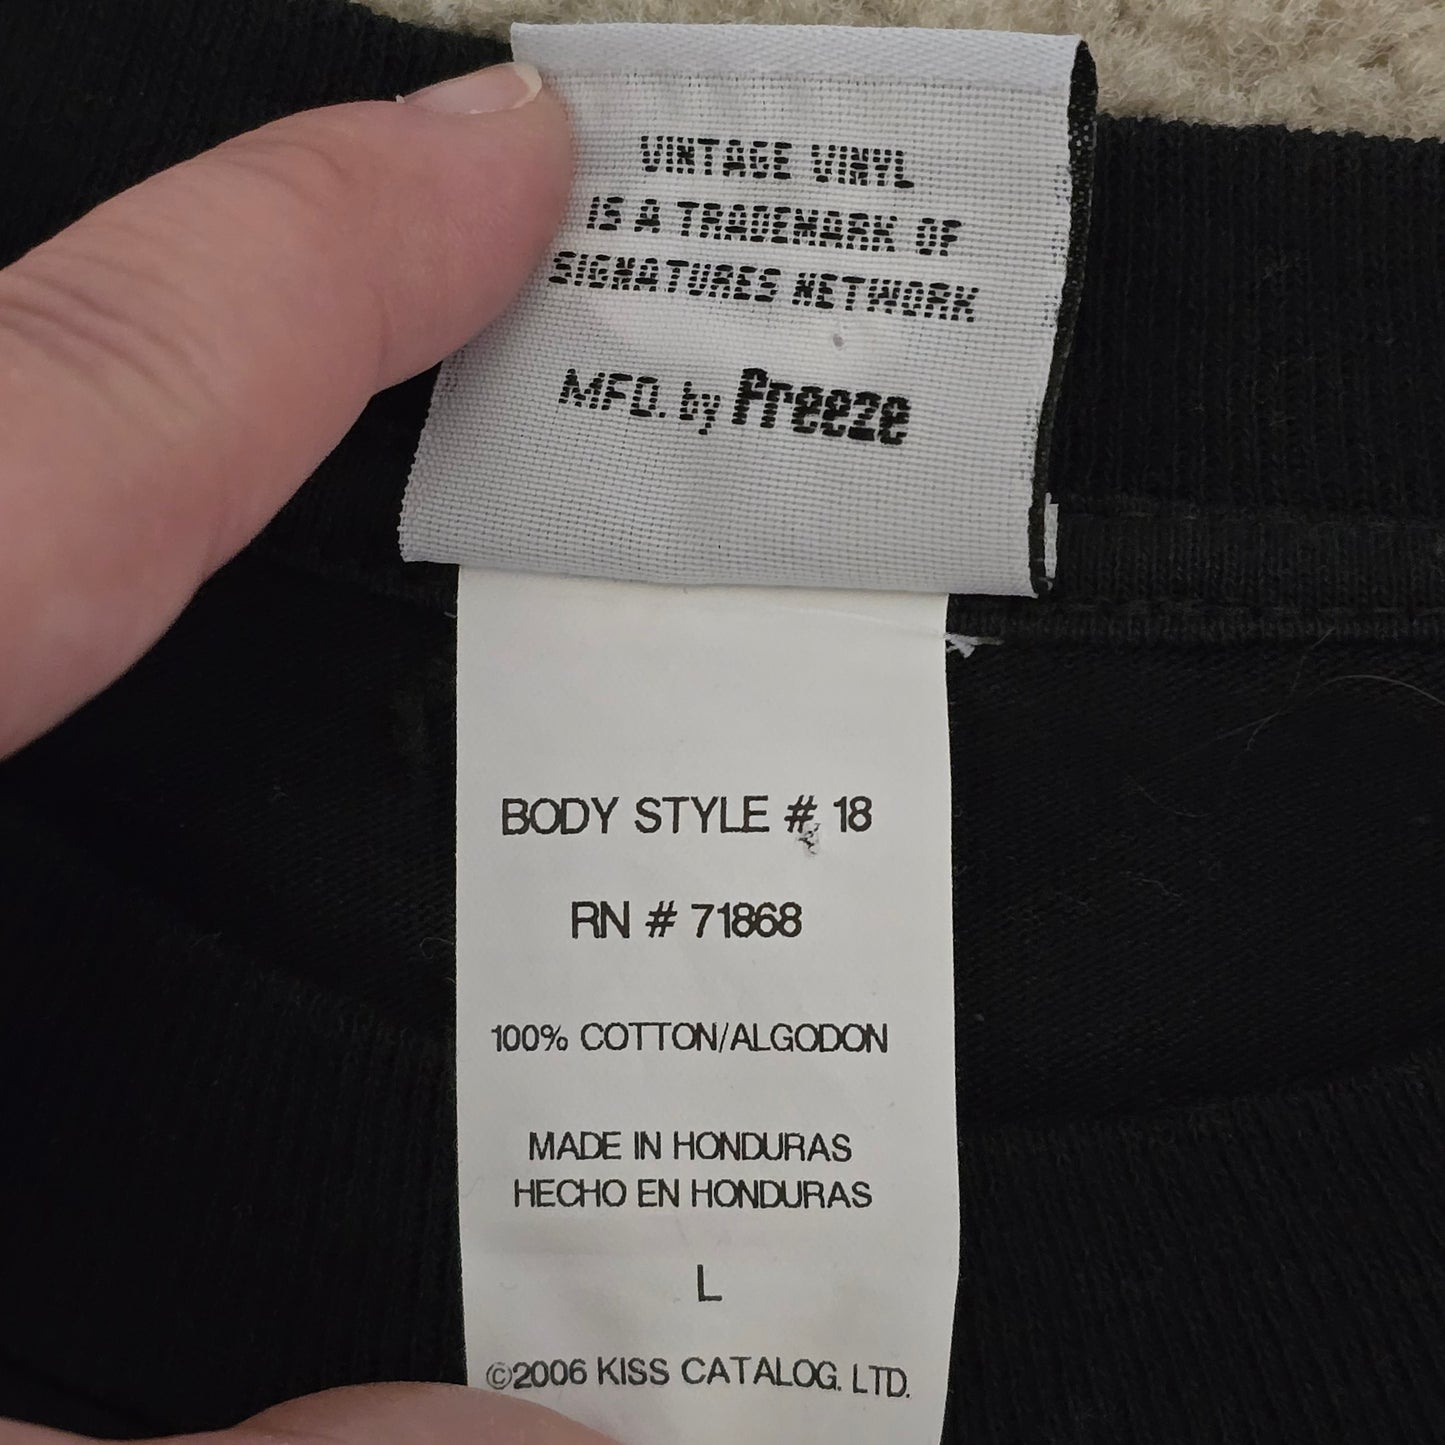 VINTAGE VINYL
IS A TRADEMARK OF
SIGNATURES NETWORK
MFD. by Freeze
BODY STYLE # 18
RN # 71868
100% COTTON/ALGODON
MADE IN HONDURAS
HECHO EN HONDURAS
L
©2006 KISS CATALOG. LTD.